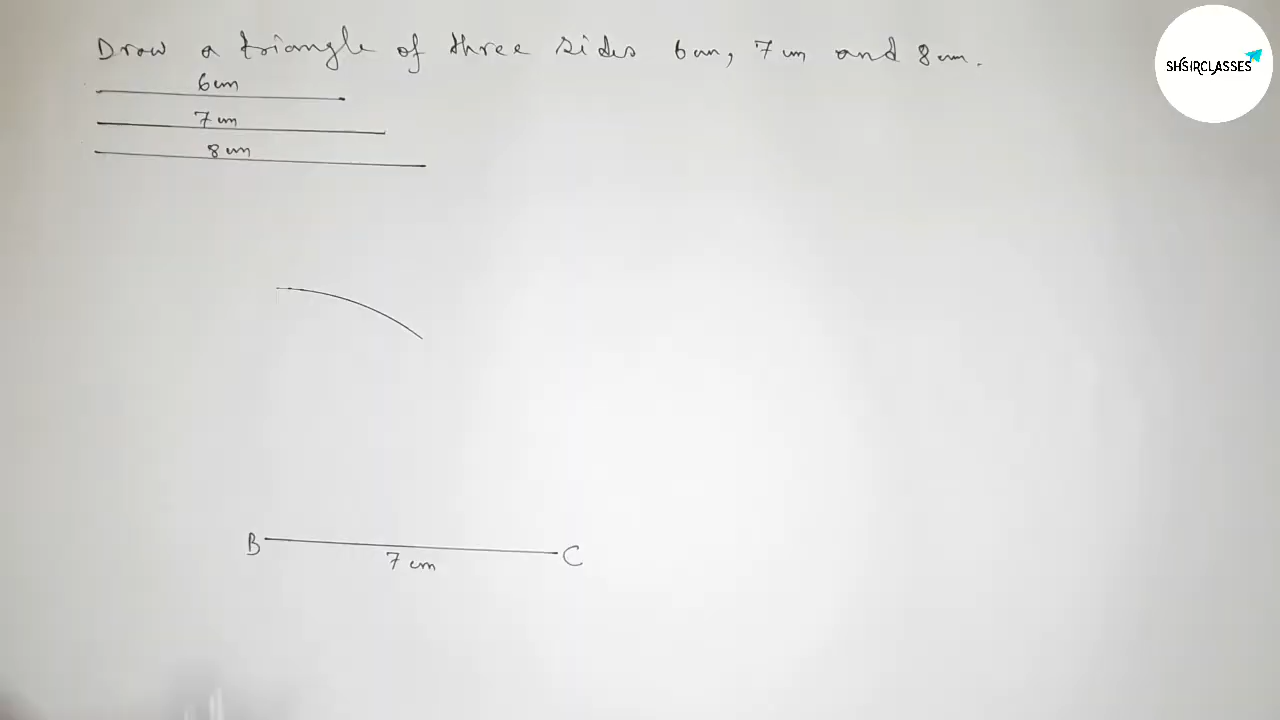 Draw a triangle of three sides 6cm, 7cm and 8cm.
6cm
7cm
8cm
SHSIRCLASSES
B
C
7 cm